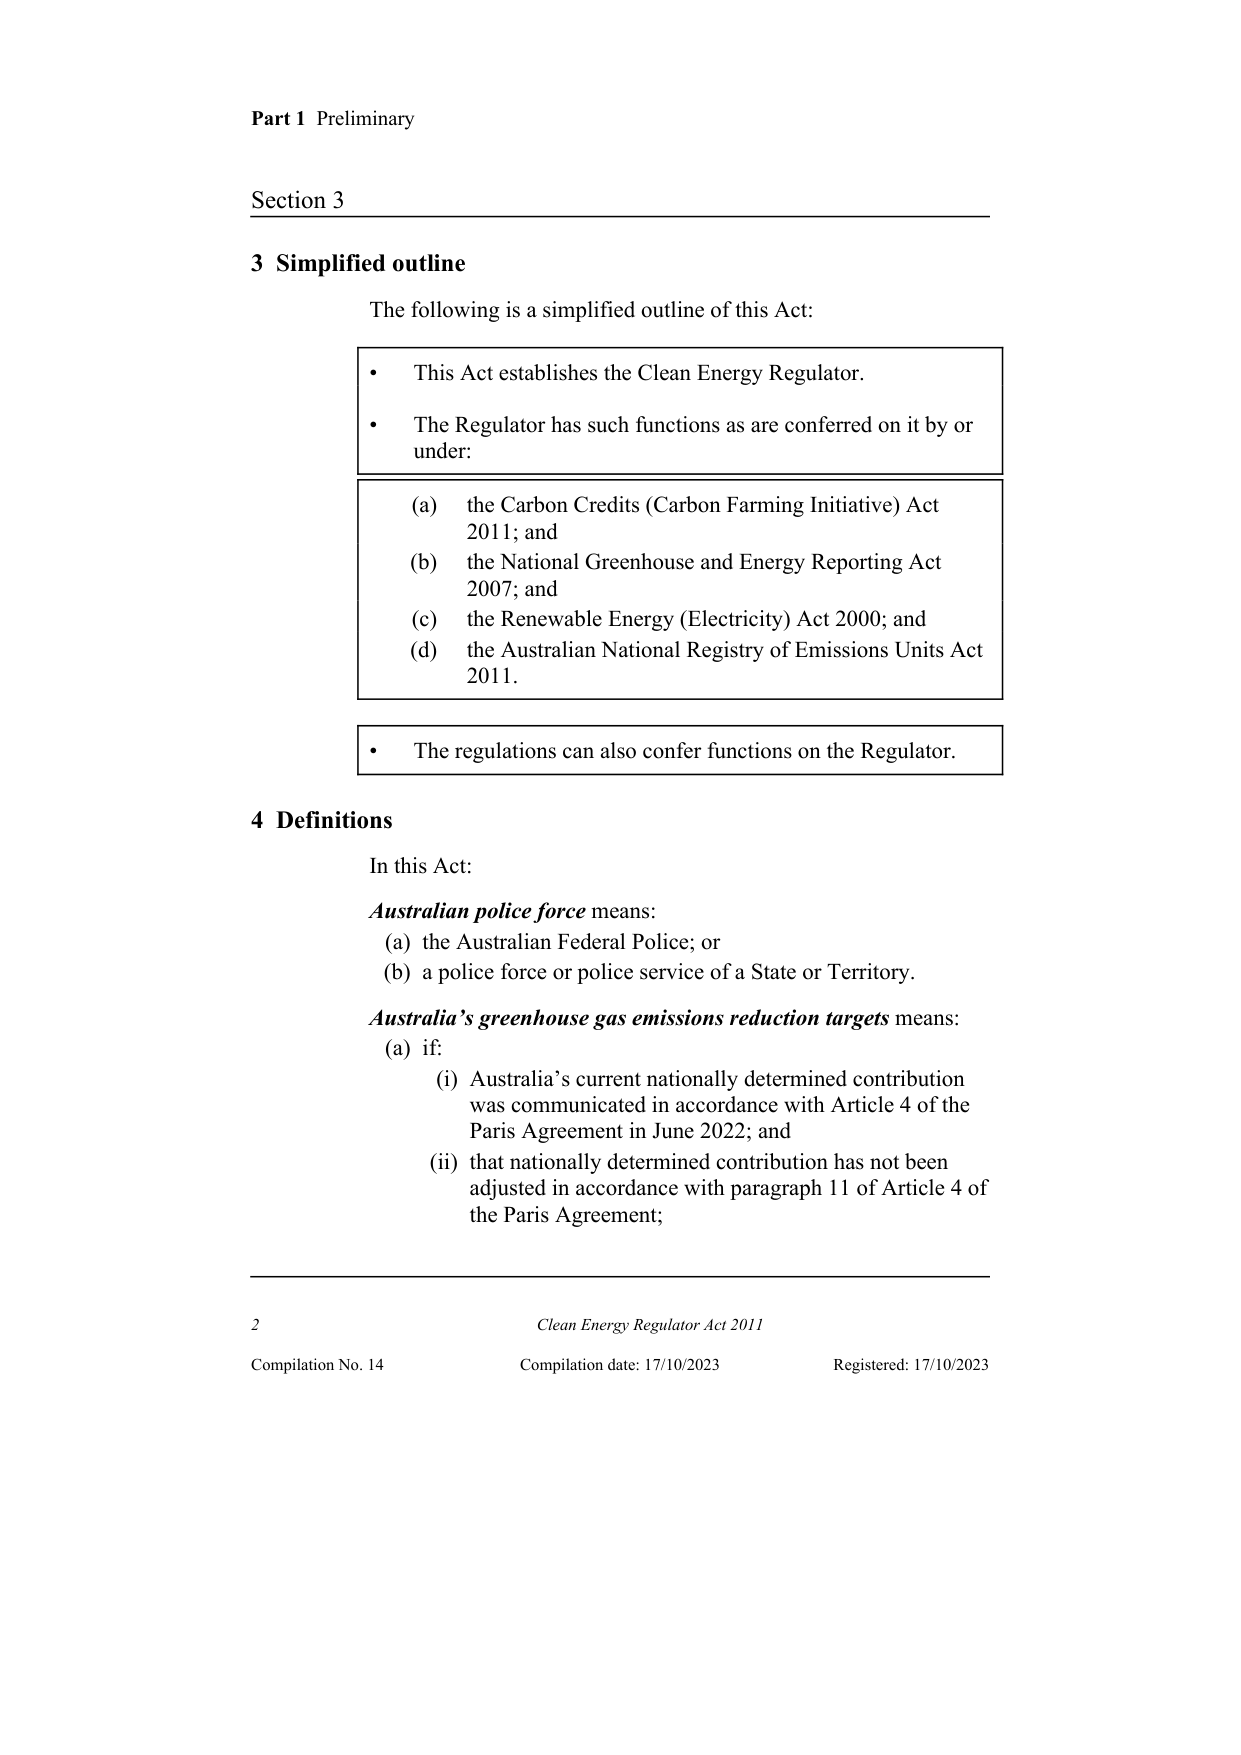 Part 1 Preliminary
Section 3
3 Simplified outline
The following is a simplified outline of this Act:
• This Act establishes the Clean Energy Regulator.
• The Regulator has such functions as are conferred on it by or
under:
(a) the Carbon Credits (Carbon Farming Initiative) Act
2011; and
(b) the National Greenhouse and Energy Reporting Act
2007; and
(c) the Renewable Energy (Electricity) Act 2000; and
(d) the Australian National Registry of Emissions Units Act
2011.
• The regulations can also confer functions on the Regulator.
4 Definitions
In this Act:
Australian police force means:
(a) the Australian Federal Police; or
(b) a police force or police service of a State or Territory.
Australia’s greenhouse gas emissions reduction targets means:
(a) if:
(i) Australia’s current nationally determined contribution
was communicated in accordance with Article 4 of the
Paris Agreement in June 2022; and
(ii) that nationally determined contribution has not been
adjusted in accordance with paragraph 11 of Article 4 of
the Paris Agreement;
2 Clean Energy Regulator Act 2011
Compilation No. 14 Compilation date: 17/10/2023 Registered: 17/10/2023